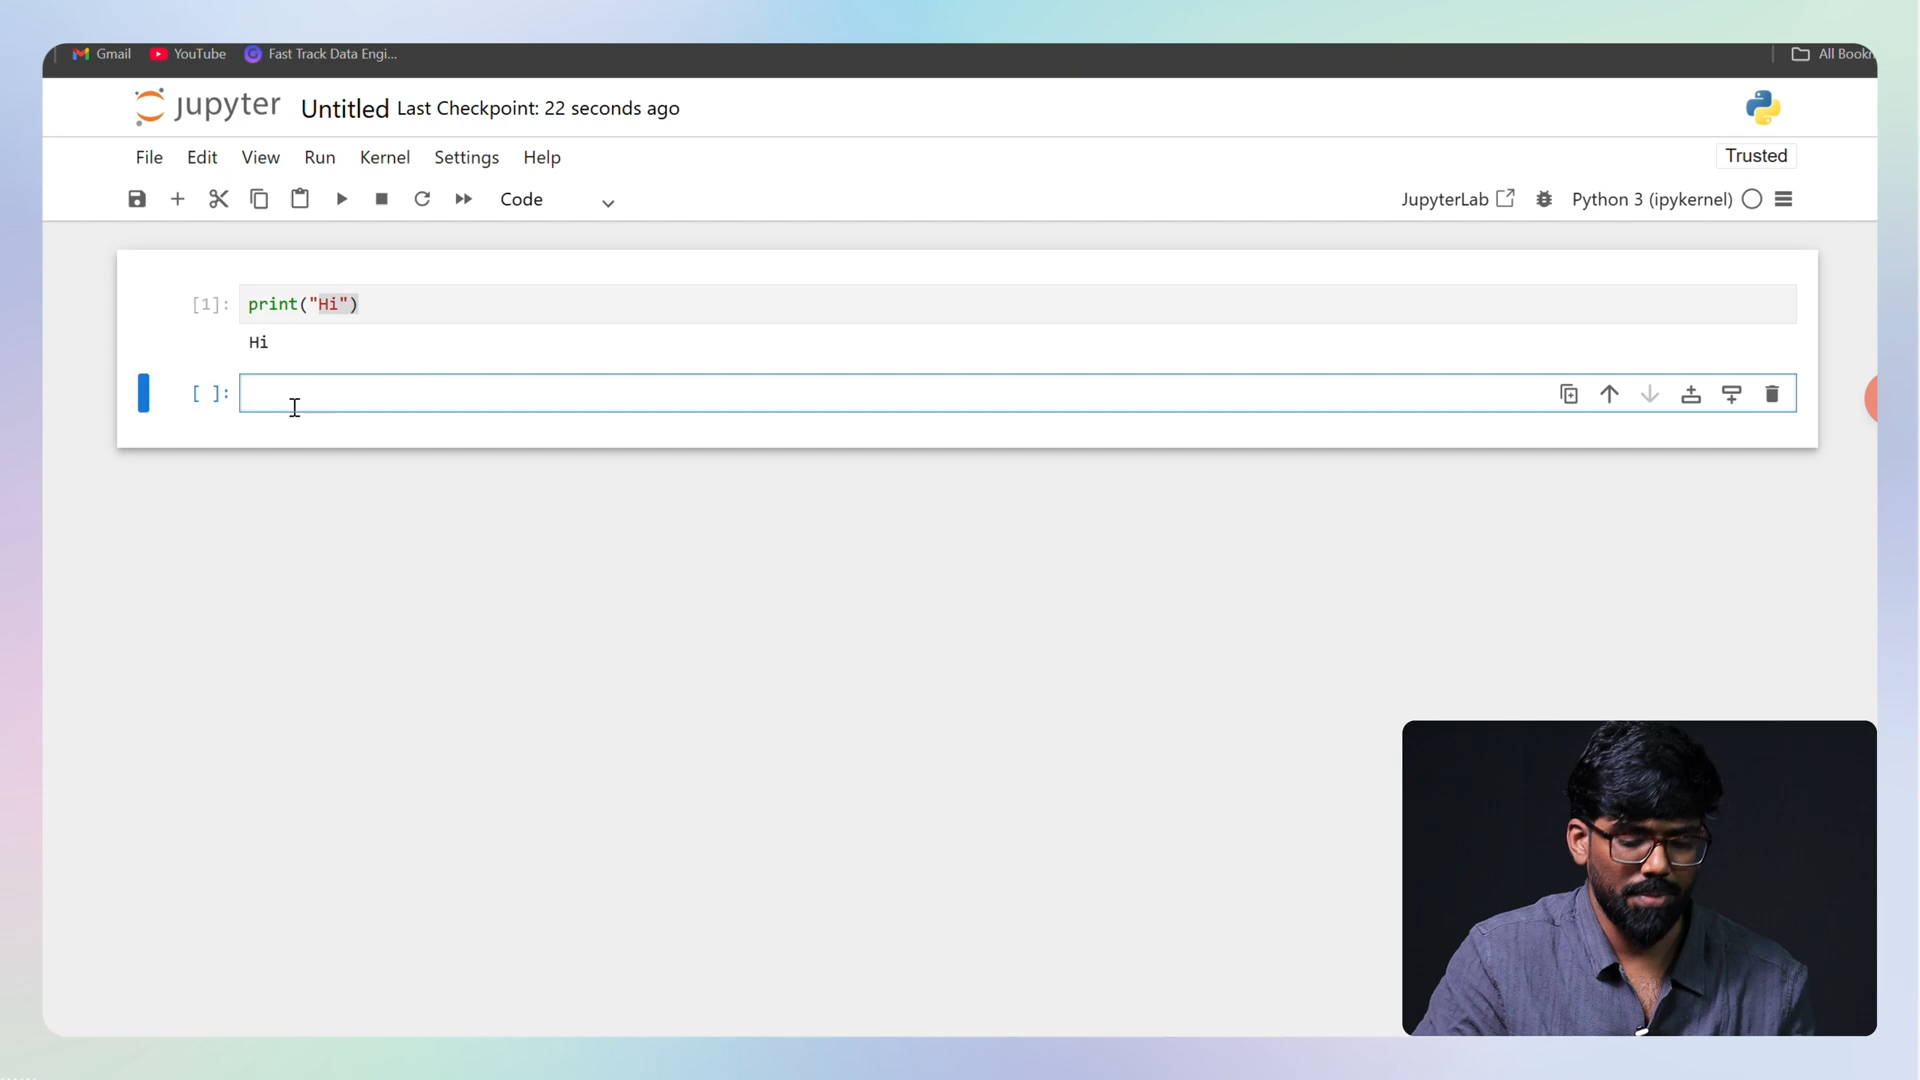 Gmail YouTube Fast Track Data Engi... All Bookn
jupyter Untitled Last Checkpoint: 22 seconds ago
File Edit View Run Kernel Settings Help
Trusted
Code JupyterLab Python 3 (ipykernel)
[1]: print("Hi")
Hi
[ ]: